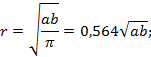 r = √(ab/π) = 0,564√ab;